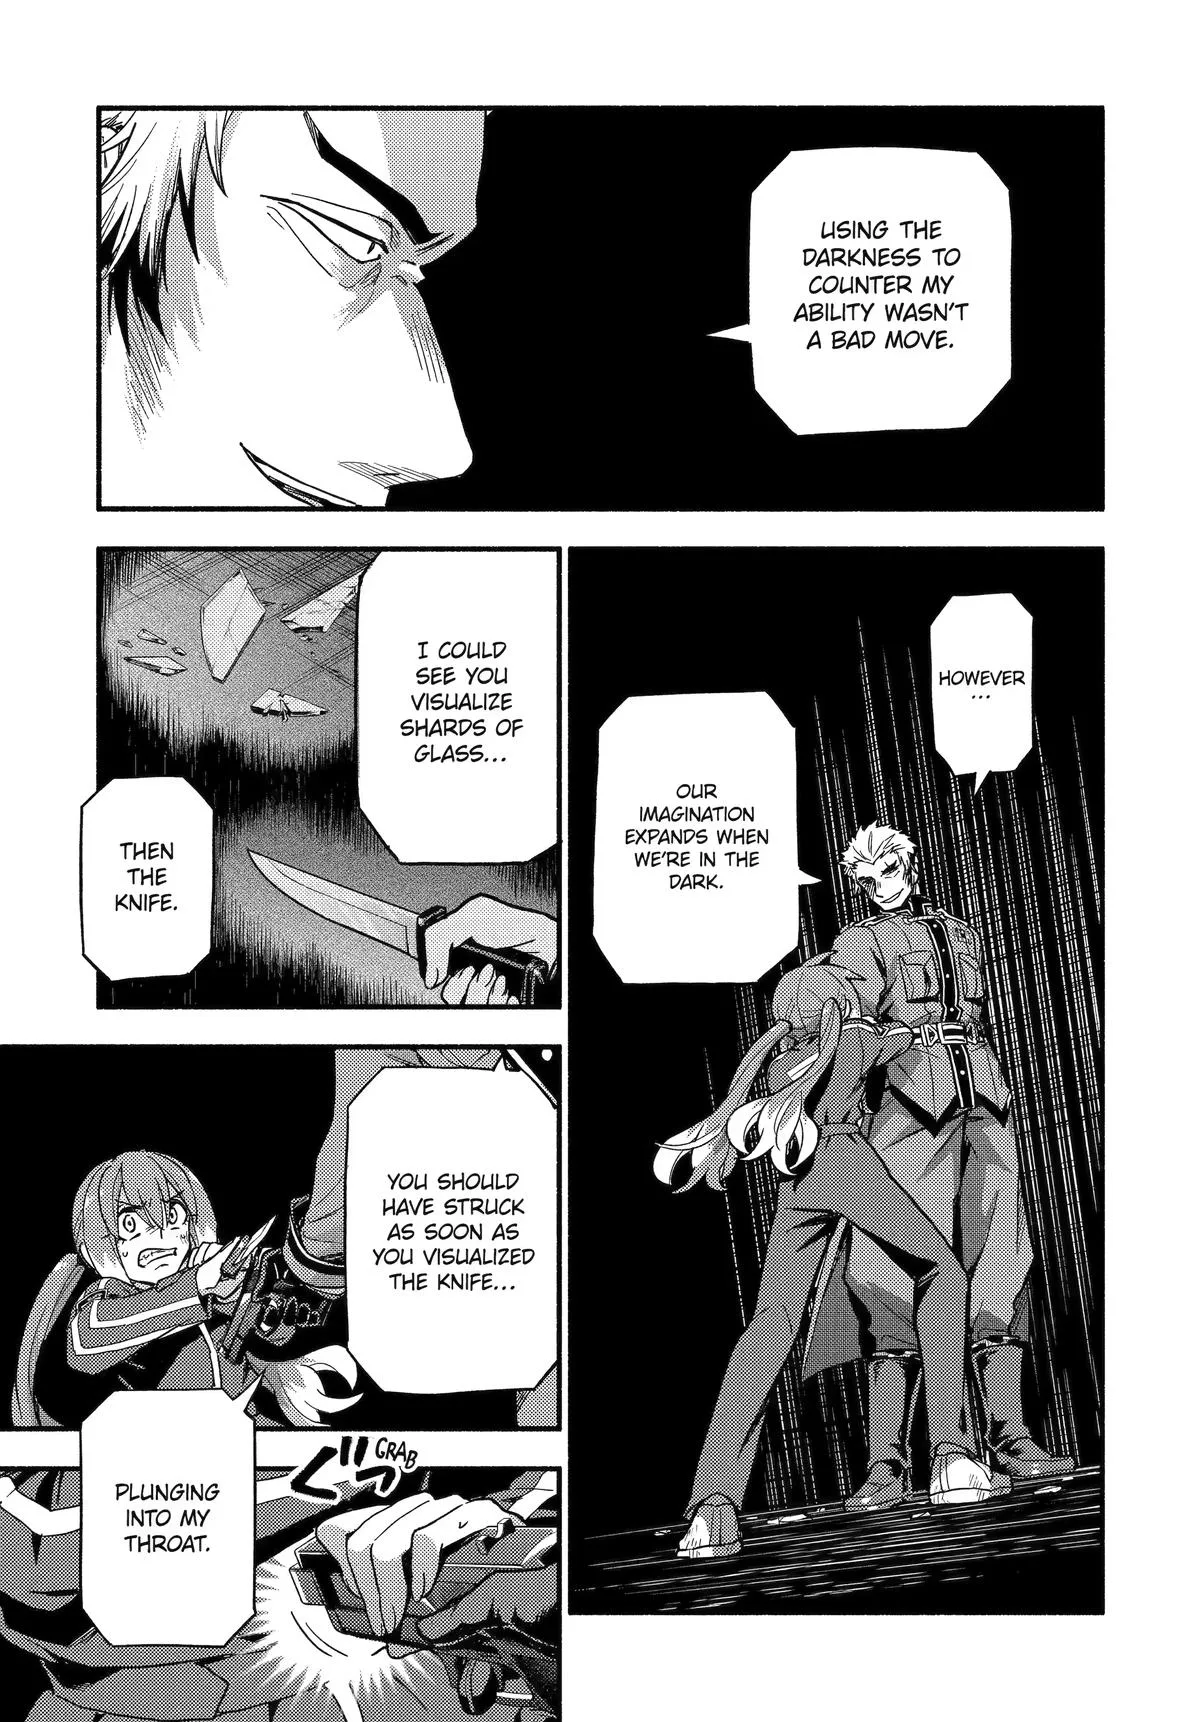 USING THE
DARKNESS TO
COUNTER MY
ABILITY WASN'T
A BAD MOVE.
HOWEVER
...
OUR
IMAGINATION
EXPANDS WHEN
WE'RE IN THE
DARK.
I COULD
SEE YOU
VISUALIZE
SHARDS OF
GLASS...
THEN
THE
KNIFE.
YOU SHOULD
HAVE STRUCK
AS SOON AS
YOU VISUALIZED
THE KNIFE...
PLUNGING
INTO MY
THROAT.
グッ
GRAB